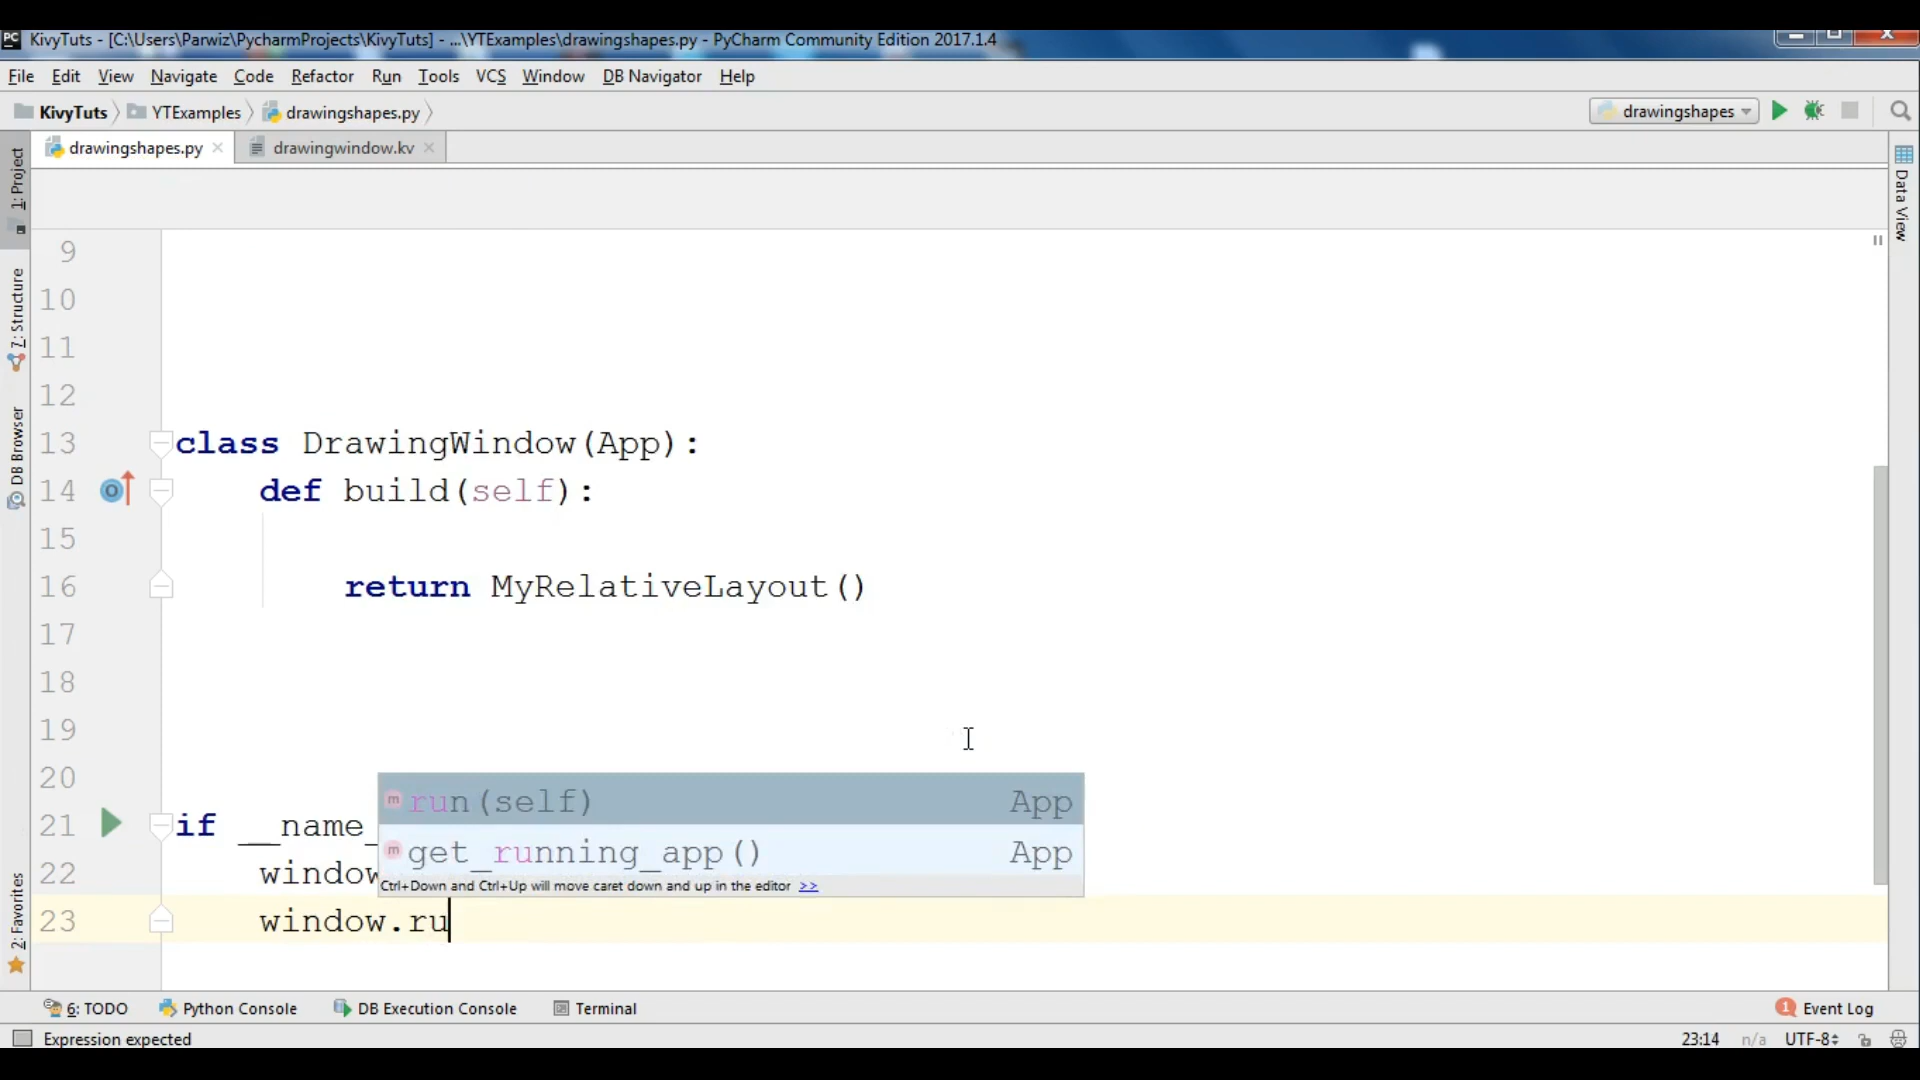 PC KivyTuts - [C:\Users\Parwiz\PycharmProjects\KivyTuts] - ...\YTExamples\drawingshapes.py - PyCharm Community Edition 2017.1.4
File Edit View Navigate Code Refactor Run Tools VCS Window DB Navigator Help
KivyTuts YTExamples drawingshapes.py drawingshapes
drawingshapes.py drawingwindow.kv
1: Project
7: Structure
DB Browser
2: Favorites
Data View
9
10
11
12
13 class DrawingWindow(App):
14 def build(self):
15
16 return MyRelativeLayout()
17
18
19
20
m run(self) App
21 if __name_
m get_running_app() App
22 window
Ctrl+Down and Ctrl+Up will move caret down and up in the editor >>
23 window.ru
6: TODO Python Console DB Execution Console Terminal 1 Event Log
Expression expected 23:14 n/a UTF-8